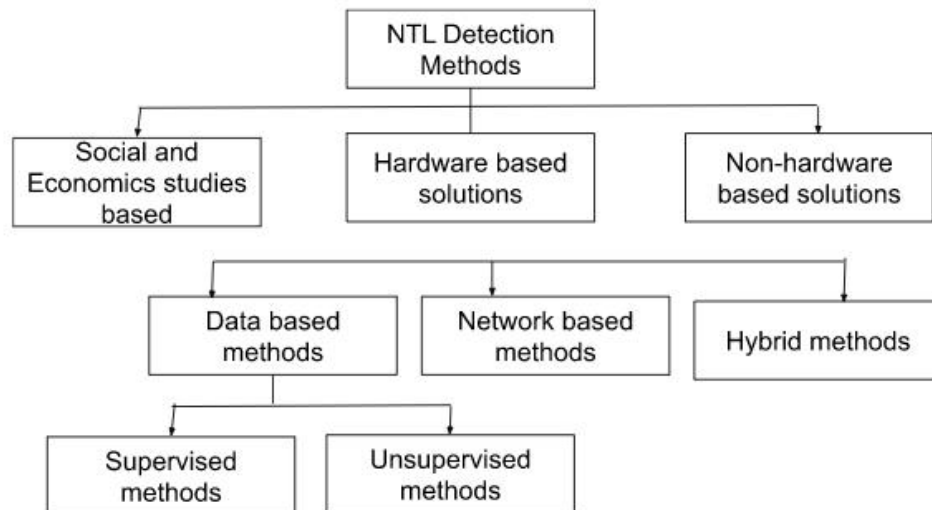 NTL Detection
Methods
Social and
Economics studies
based
Hardware based
solutions
Non-hardware
based solutions
Data based
methods
Network based
methods
Hybrid methods
Supervised
methods
Unsupervised
methods